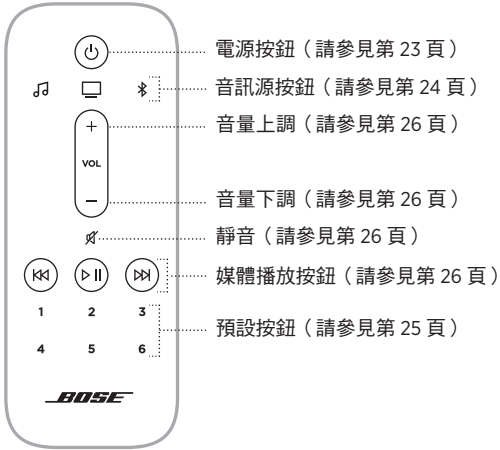 電源按鈕（請參見第 23 頁）
音訊源按鈕（請參見第 24 頁）
+
音量上調（請參見第 26 頁）
VOL
–
音量下調（請參見第 26 頁）
靜音（請參見第 26 頁）
媒體播放按鈕（請參見第 26 頁）
1 2 3
預設按鈕（請參見第 25 頁）
4 5 6
BOSE